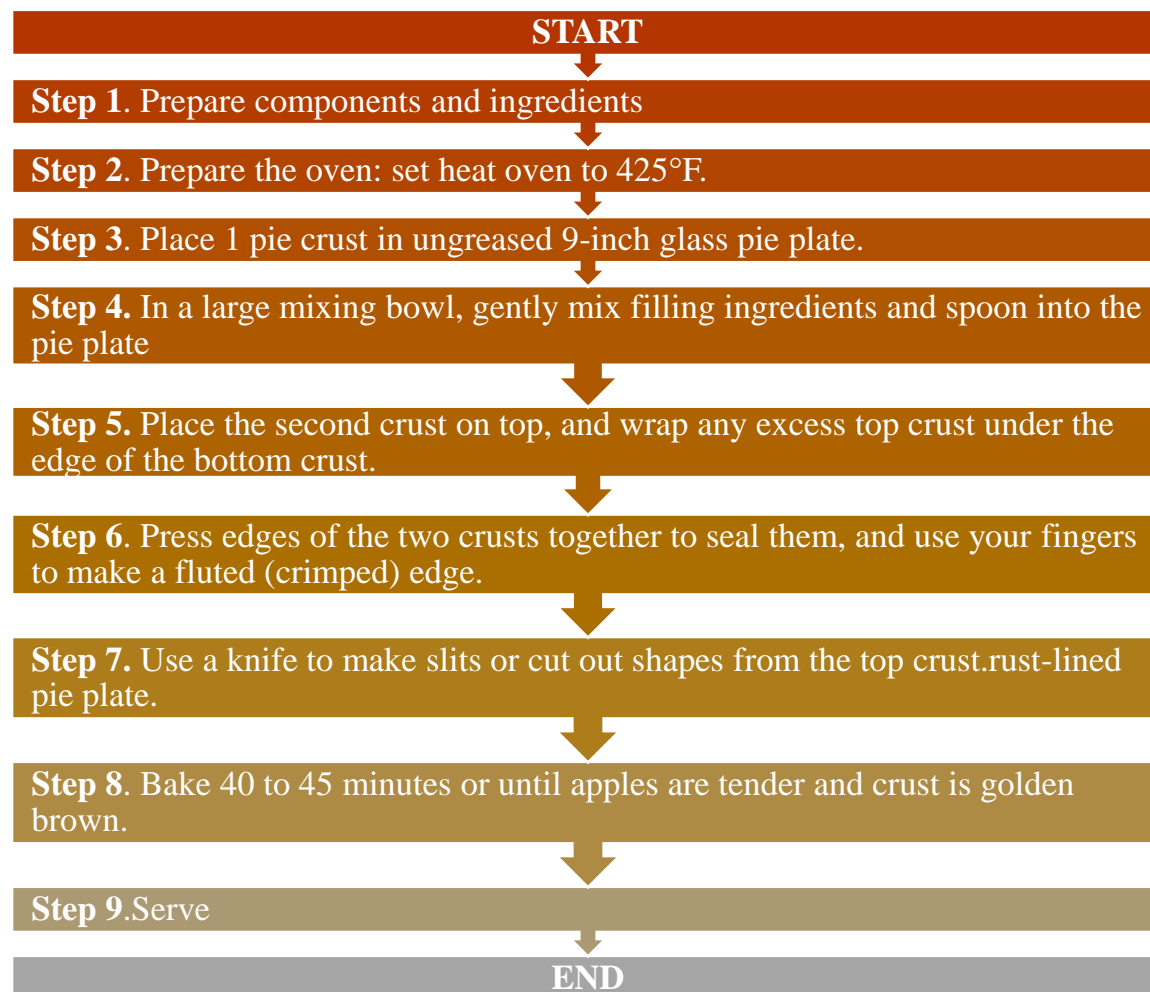 START
Step 1. Prepare components and ingredients
Step 2. Prepare the oven: set heat oven to 425°F.
Step 3. Place 1 pie crust in ungreased 9-inch glass pie plate.
Step 4. In a large mixing bowl, gently mix filling ingredients and spoon into the
pie plate
Step 5. Place the second crust on top, and wrap any excess top crust under the
edge of the bottom crust.
Step 6. Press edges of the two crusts together to seal them, and use your fingers
to make a fluted (crimped) edge.
Step 7. Use a knife to make slits or cut out shapes from the top crust.rust-lined
pie plate.
Step 8. Bake 40 to 45 minutes or until apples are tender and crust is golden
brown.
Step 9.Serve
END